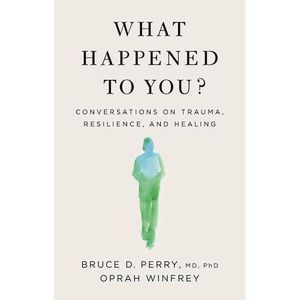 WHAT
HAPPENED
TO YOU?
CONVERSATIONS ON TRAUMA,
RESILIENCE, AND HEALING
BRUCE D. PERRY, MD, PhD
OPRAH WINFREY